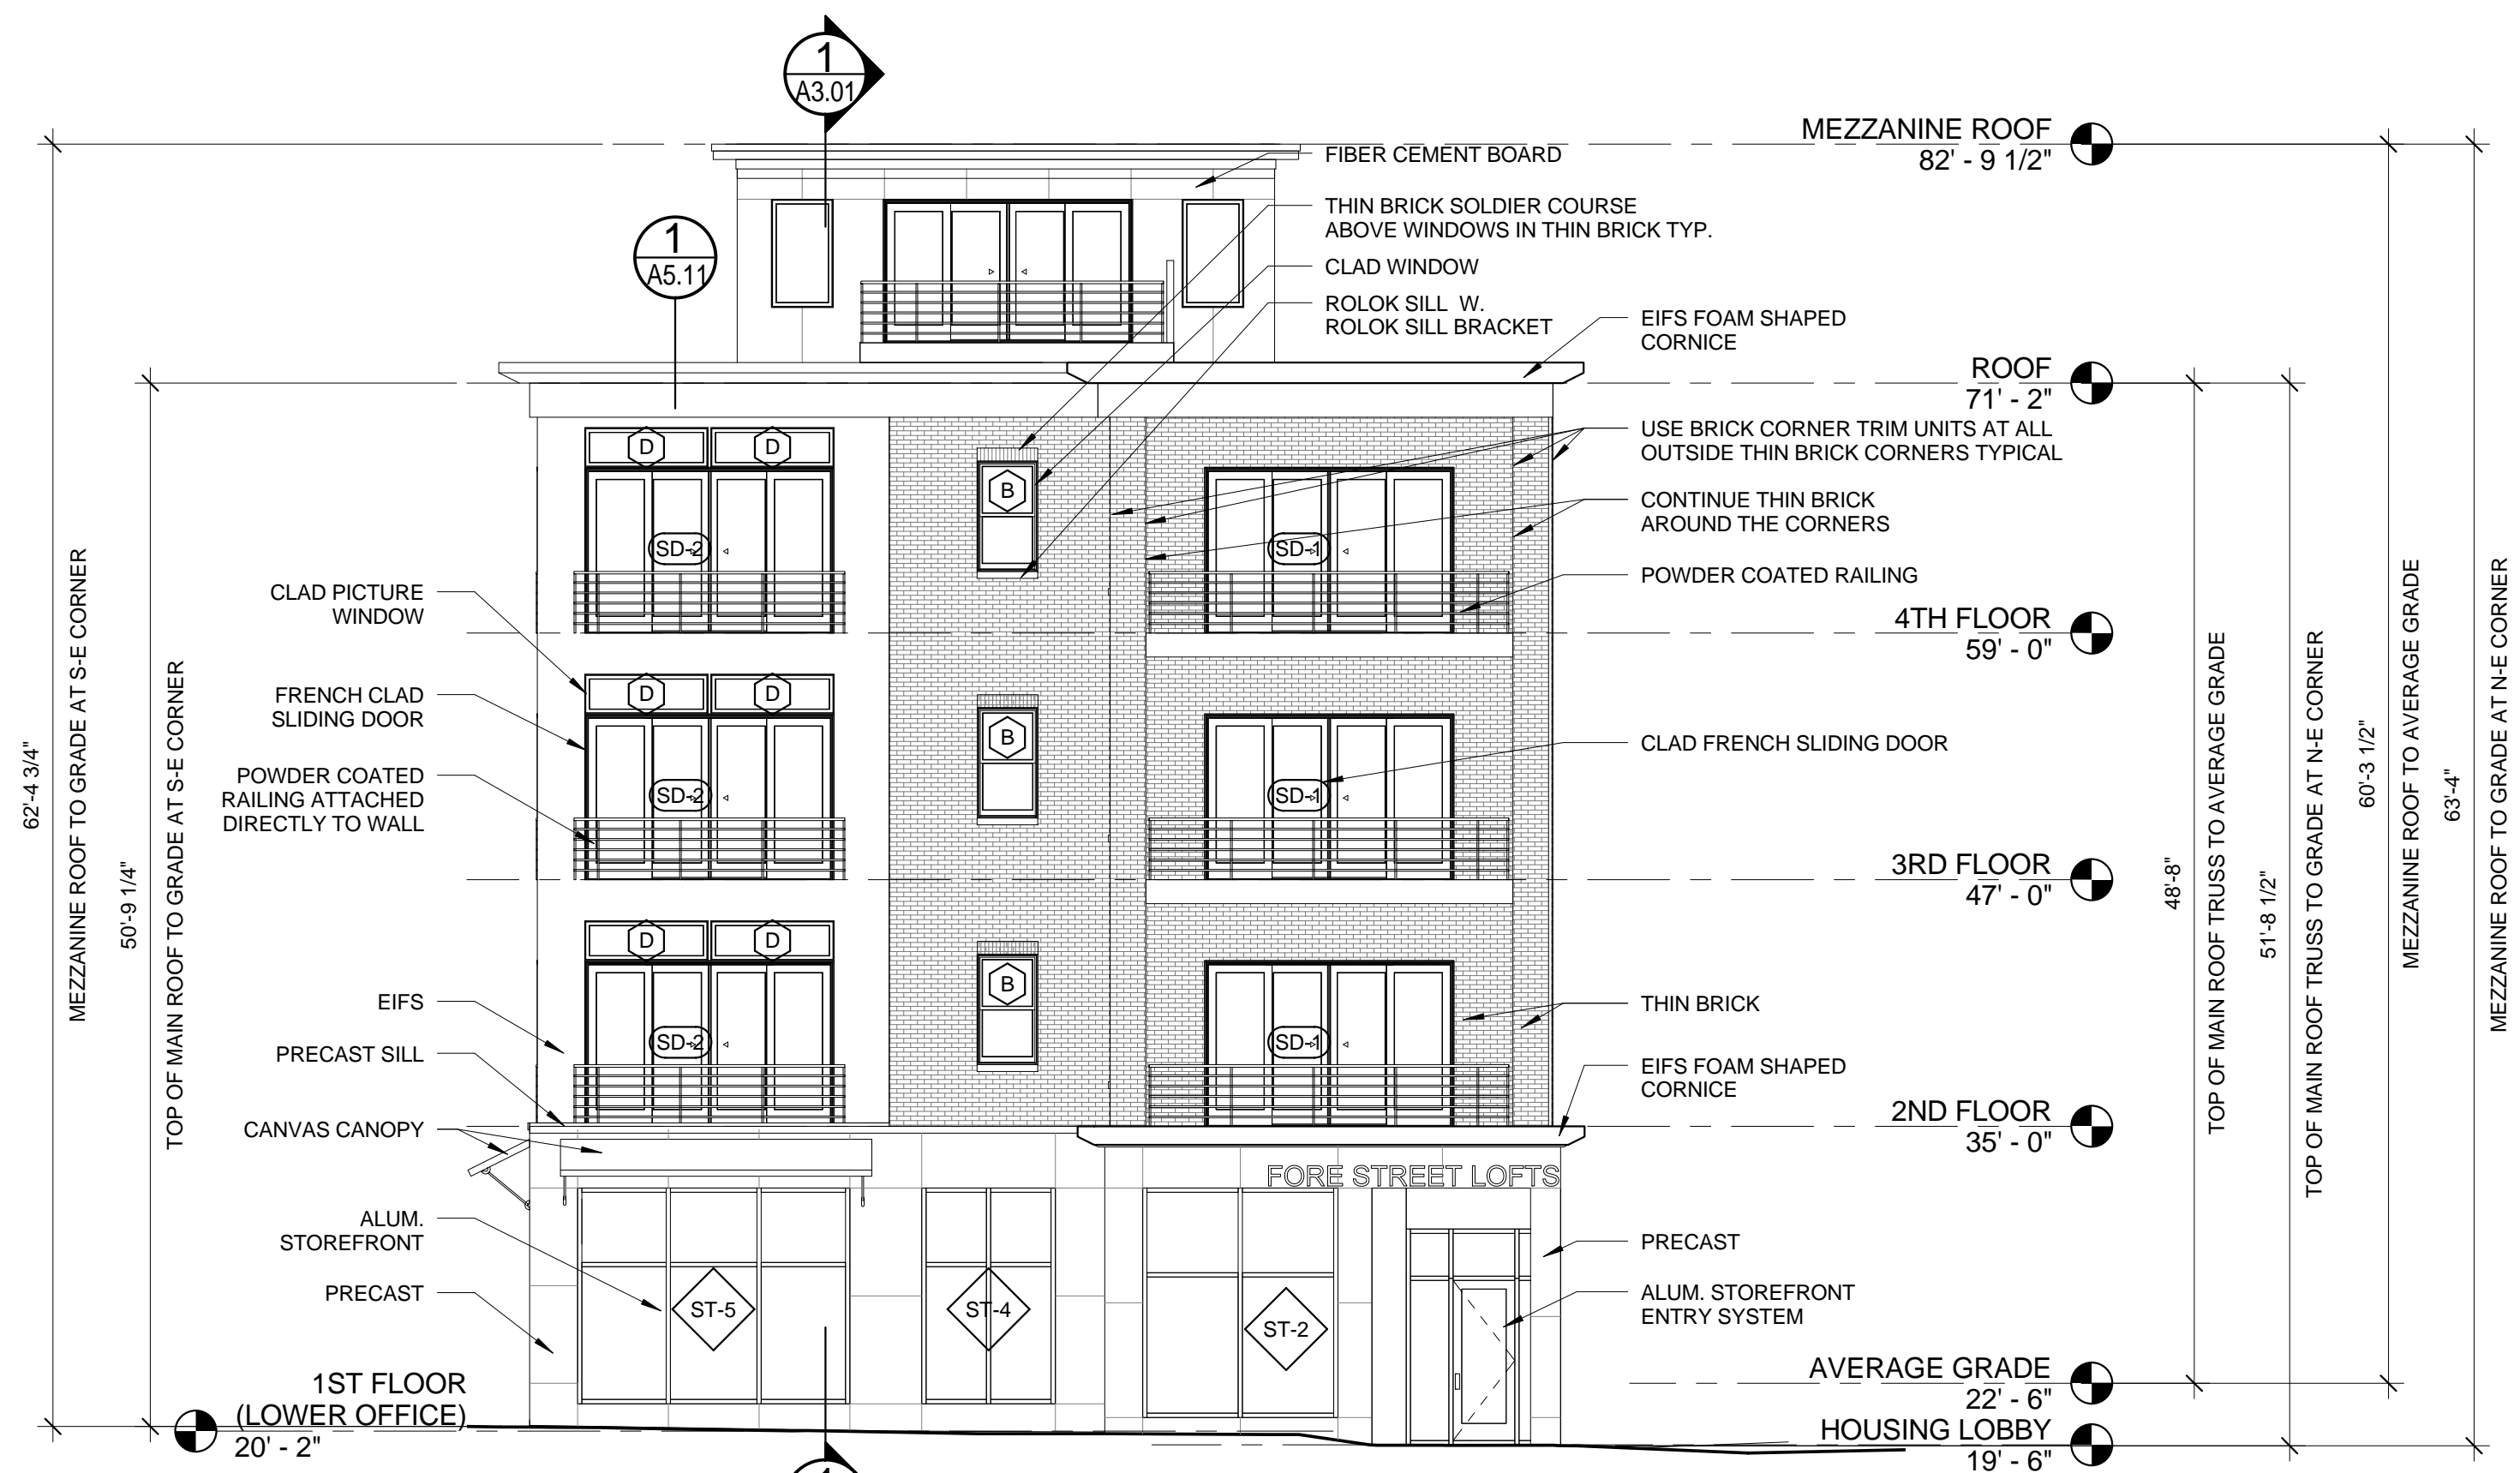 1
A3.01
MEZZANINE ROOF
82' - 9 1/2"
FIBER CEMENT BOARD
THIN BRICK SOLDIER COURSE
ABOVE WINDOWS IN THIN BRICK TYP.
1
A5.11
CLAD WINDOW
ROLOK SILL W.
ROLOK SILL BRACKET
EIFS FOAM SHAPED
CORNICE
ROOF
71' - 2"
USE BRICK CORNER TRIM UNITS AT ALL
OUTSIDE THIN BRICK CORNERS TYPICAL
D
D
B
CONTINUE THIN BRICK
AROUND THE CORNERS
SD-2
SD-1
POWDER COATED RAILING
CLAD PICTURE
WINDOW
4TH FLOOR
59' - 0"
FRENCH CLAD
SLIDING DOOR
D
D
B
CLAD FRENCH SLIDING DOOR
POWDER COATED
RAILING ATTACHED
DIRECTLY TO WALL
SD-2
SD-1
3RD FLOOR
47' - 0"
D
D
B
EIFS
THIN BRICK
SD-2
SD-1
PRECAST SILL
EIFS FOAM SHAPED
CORNICE
CANVAS CANOPY
2ND FLOOR
35' - 0"
FORE STREET LOFTS
ALUM.
STOREFRONT
PRECAST
PRECAST
ALUM. STOREFRONT
ENTRY SYSTEM
ST-5
ST-4
ST-2
1ST FLOOR
(LOWER OFFICE)
20' - 2"
AVERAGE GRADE
22' - 6"
HOUSING LOBBY
19' - 6"
1
62'-4 3/4"
MEZZANINE ROOF TO GRADE AT S-E CORNER
50'-9 1/4"
TOP OF MAIN ROOF TO GRADE AT S-E CORNER
48'-8"
TOP OF MAIN ROOF TRUSS TO AVERAGE GRADE
51'-8 1/2"
TOP OF MAIN ROOF TRUSS TO GRADE AT N-E CORNER
60'-3 1/2"
MEZZANINE ROOF TO AVERAGE GRADE
63'-4"
MEZZANINE ROOF TO GRADE AT N-E CORNER